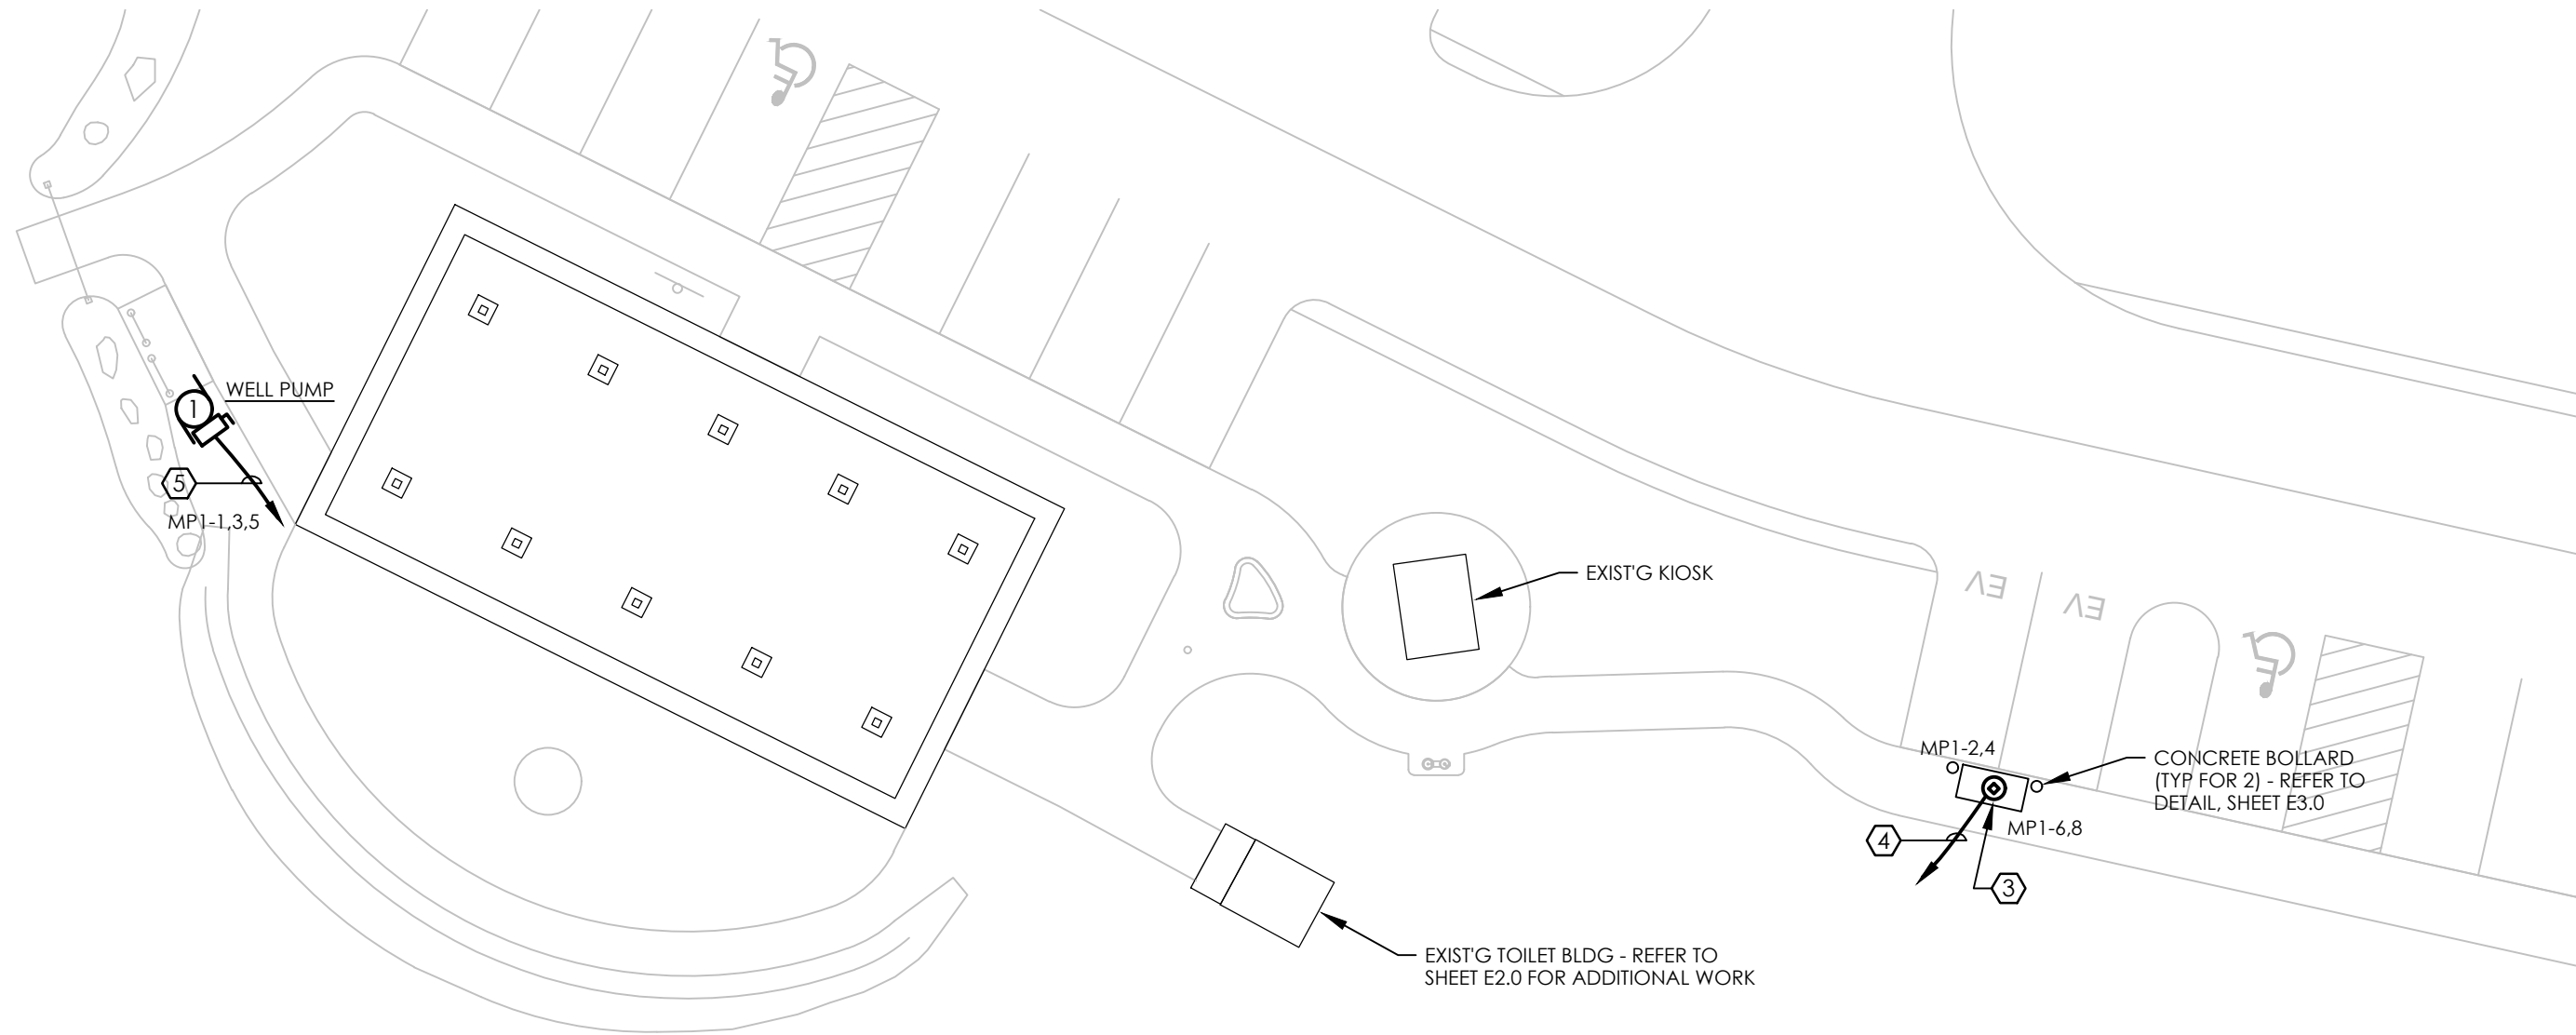 1
WELL PUMP
5
MP1-1,3,5
EXIST'G KIOSK
EV
EV
MP1-2,4
CONCRETE BOLLARD
(TYP FOR 2) - REFER TO
DETAIL, SHEET E3.0
MP1-6,8
4
3
EXIST'G TOILET BLDG - REFER TO
SHEET E2.0 FOR ADDITIONAL WORK